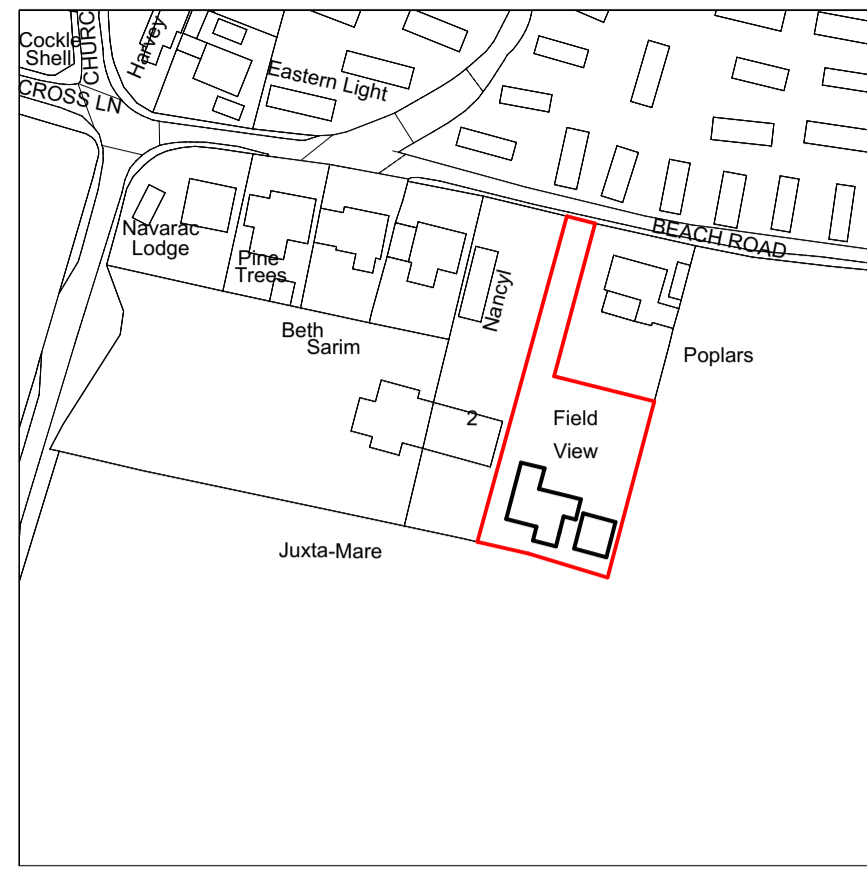 Cockle
Shell
CHURC
Harvey
Eastern Light
CROSS LN
Navarac
Lodge
Pine
Trees
BEACH ROAD
Nancyl
Beth
Sarim
Poplars
2
Field
View
Juxta-Mare